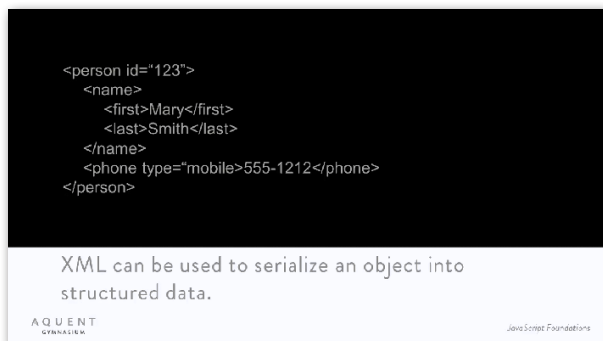 <person id=“123”>
<name>
<first>Mary</first>
<last>Smith</last>
</name>
<phone type=“mobile>555-1212</phone>
</person>
XML can be used to serialize an object into
structured data.
AQUENT
GYMNASIUM
JavaScript Foundations